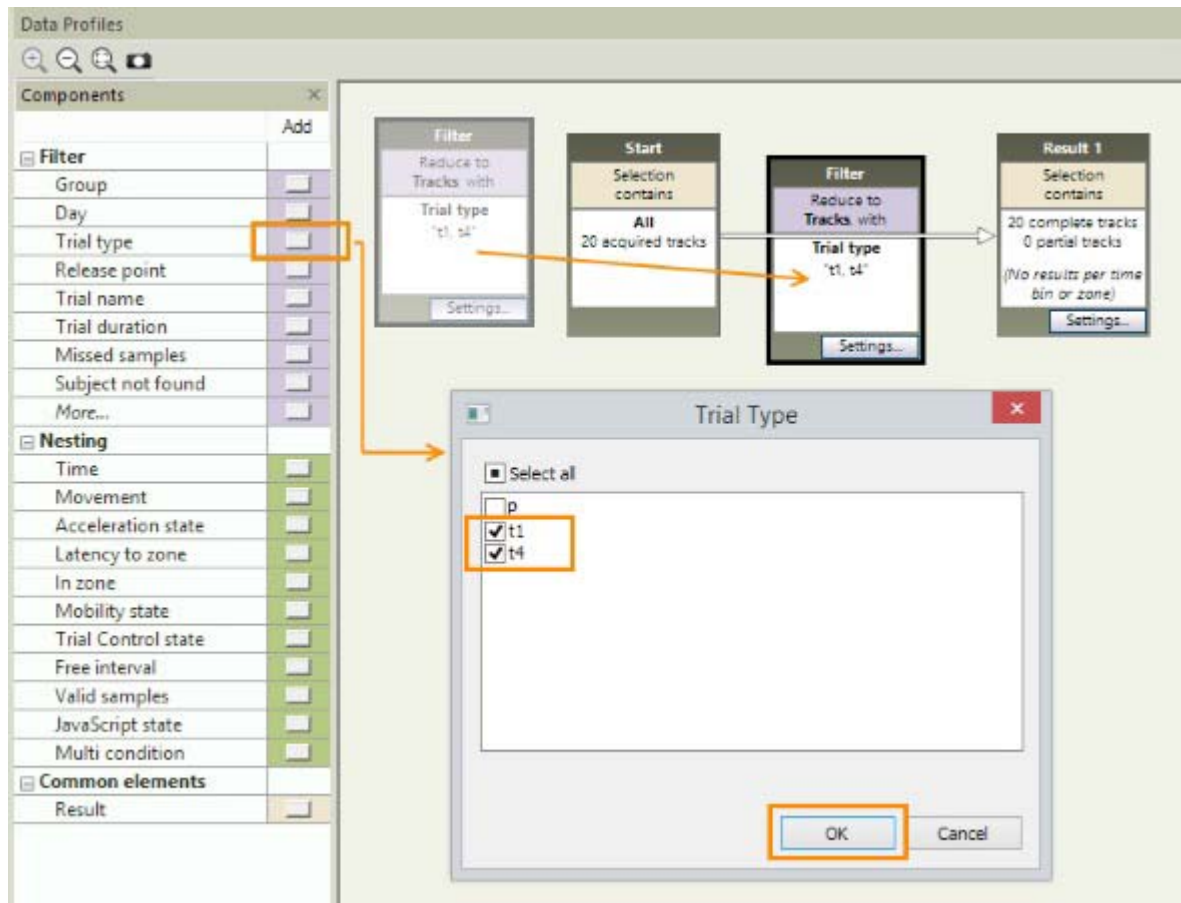 Data Profiles
Components
Add
Filter
Group
Day
Trial type
Release point
Trial name
Trial duration
Missed samples
Subject not found
More...
Nesting
Time
Movement
Acceleration state
Latency to zone
In zone
Mobility state
Trial Control state
Free interval
Valid samples
JavaScript state
Multi condition
Common elements
Result
Filter
Reduce to
Tracks with
Trial type
"t1, t4"
Settings...
Start
Selection
contains
All
20 acquired tracks
Filter
Reduce to
Tracks with
Trial type
"t1, t4"
Settings...
Result 1
Selection
contains
20 complete tracks
0 partial tracks
(No results per time
bin or zone)
Settings...
Trial Type
Select all
p
t1
t4
OK
Cancel